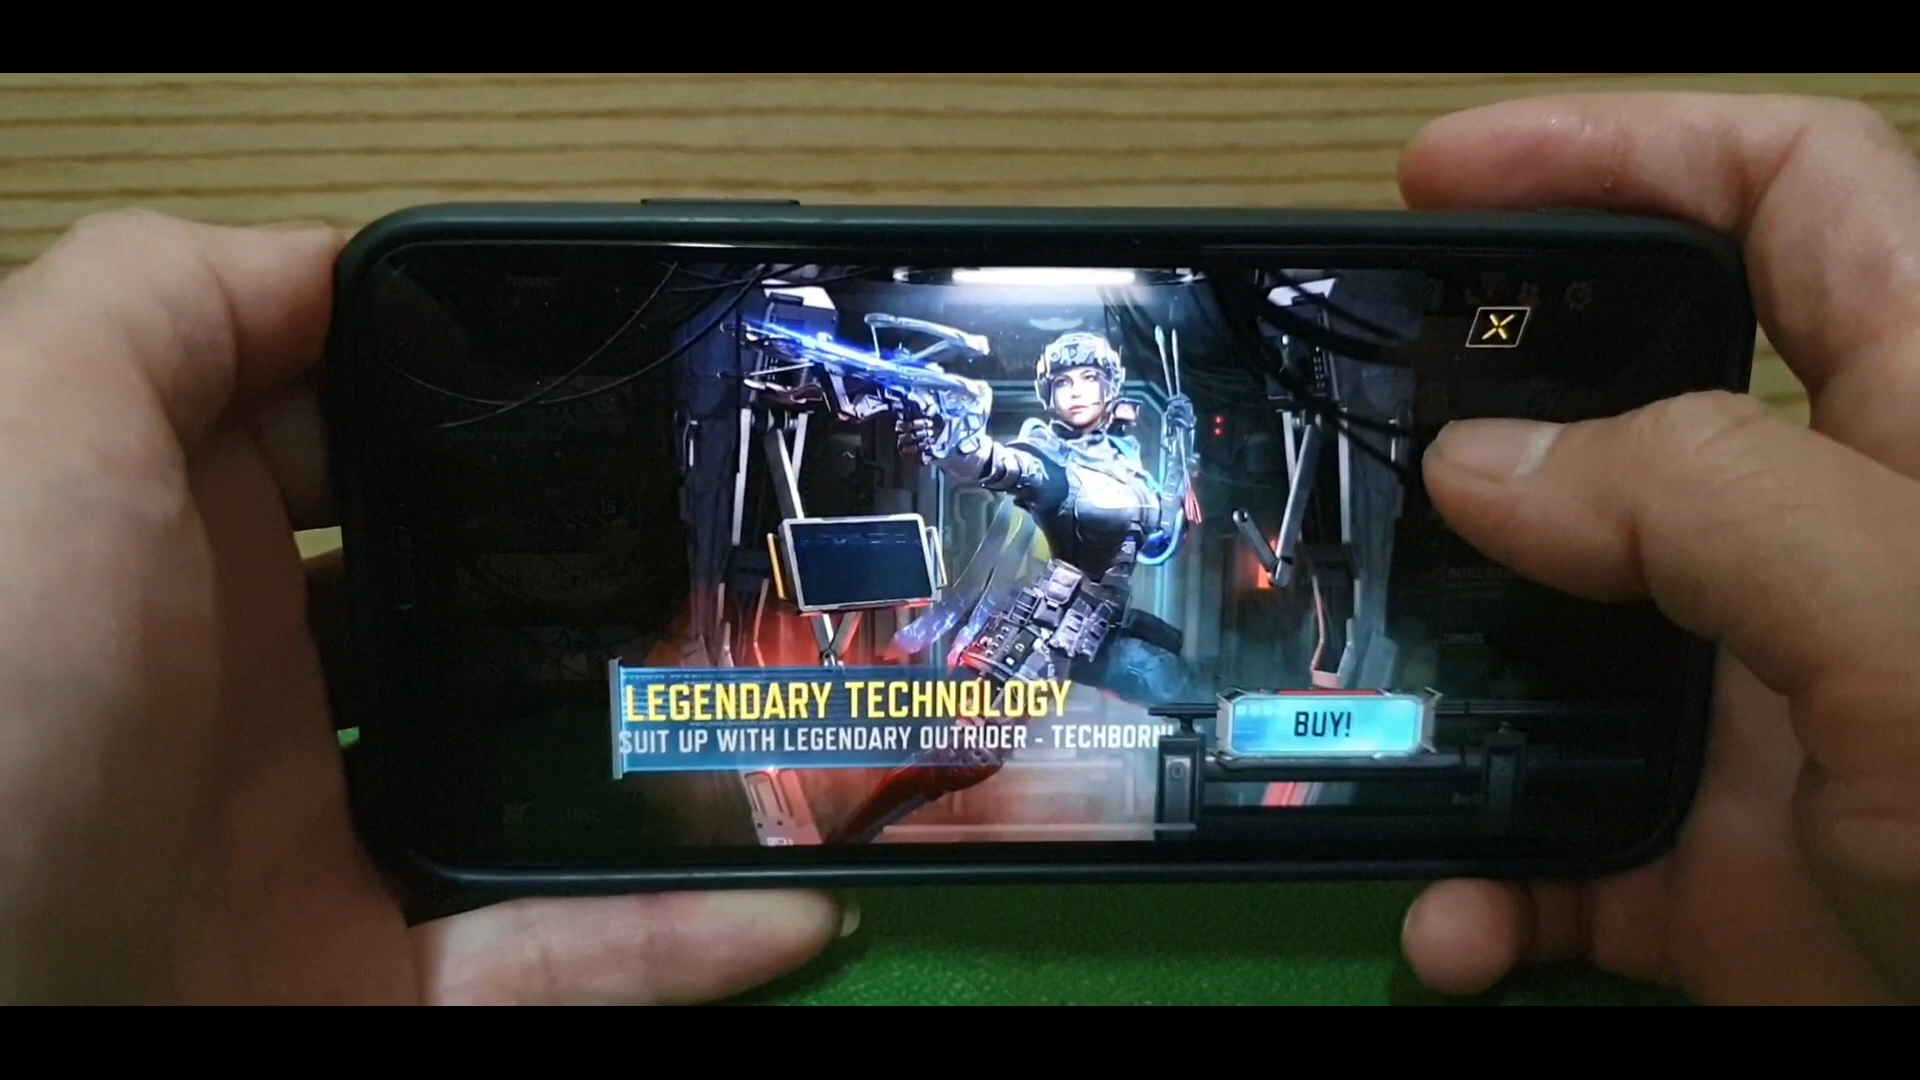 LEGENDARY TECHNOLOGY
SUIT UP WITH LEGENDARY OUTRIDER - TECHBORN!
BUY!